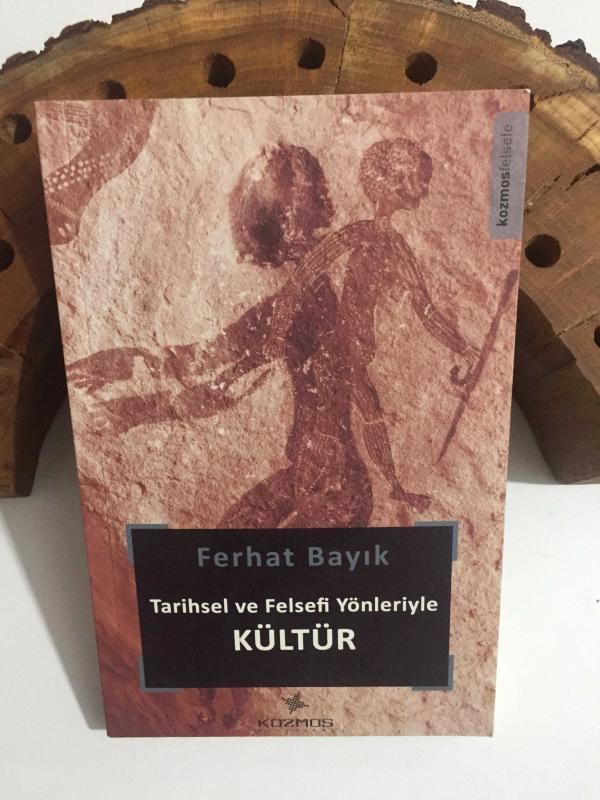 kozmosfelsefe
Ferhat Bayık
Tarihsel ve Felsefi Yönleriyle
KÜLTÜR
KOZMOS